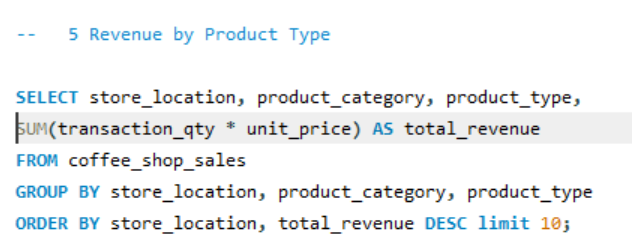 --   5 Revenue by Product Type
SELECT store_location, product_category, product_type,
SUM(transaction_qty * unit_price) AS total_revenue
FROM coffee_shop_sales
GROUP BY store_location, product_category, product_type
ORDER BY store_location, total_revenue DESC limit 10;